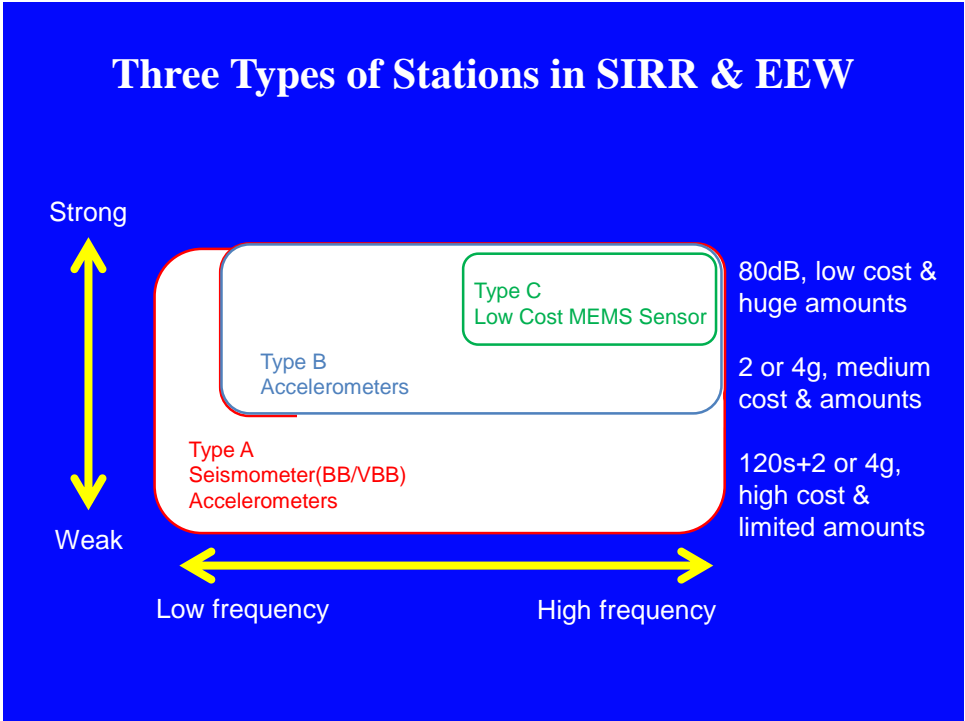 Three Types of Stations in SIRR & EEW
Strong
Type C
Low Cost MEMS Sensor
80dB, low cost &
huge amounts
Type B
Accelerometers
2 or 4g, medium
cost & amounts
Type A
Seismometer(BB/VBB)
Accelerometers
120s+2 or 4g,
high cost &
limited amounts
Weak
Low frequency
High frequency